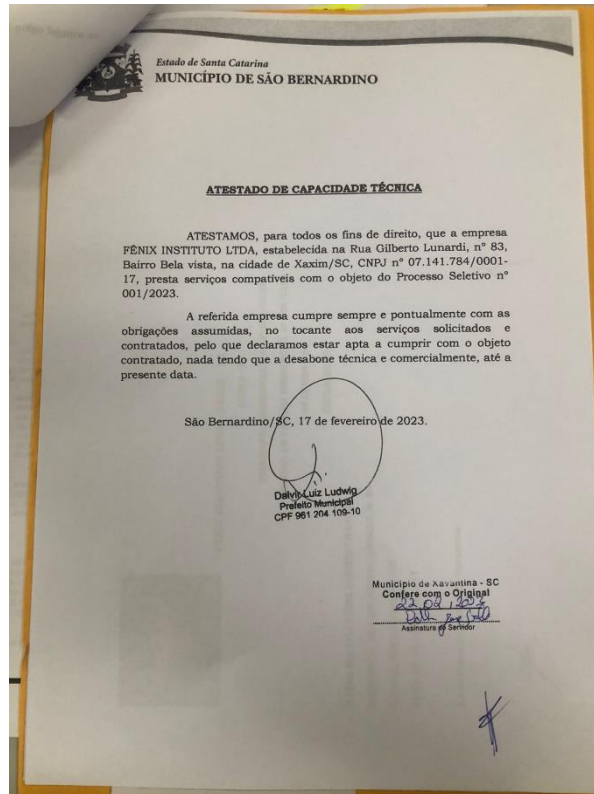 Estado de Santa Catarina
MUNICÍPIO DE SÃO BERNARDINO
ATESTADO DE CAPACIDADE TÉCNICA
ATESTAMOS, para todos os fins de direito, que a empresa
FÊNIX INSTITUTO LTDA, estabelecida na Rua Gilberto Lunardi, nº 83,
Bairro Bela vista, na cidade de Xaxim/SC, CNPJ nº 07.141.784/0001-
17, presta serviços compatíveis com o objeto do Processo Seletivo nº
001/2023.
A referida empresa cumpre sempre e pontualmente com as
obrigações assumidas, no tocante aos serviços solicitados e
contratados, pelo que declaramos estar apta a cumprir com o objeto
contratado, nada tendo que a desabone técnica e comercialmente, até a
presente data.
São Bernardino/SC, 17 de fevereiro de 2023.
Dalvir Luiz Ludwig
Prefeito Municipal
CPF 961 204 109-10
Município de Xavantina - SC
Confere com o Original
22 02 / 2023
Assinatura do Servidor